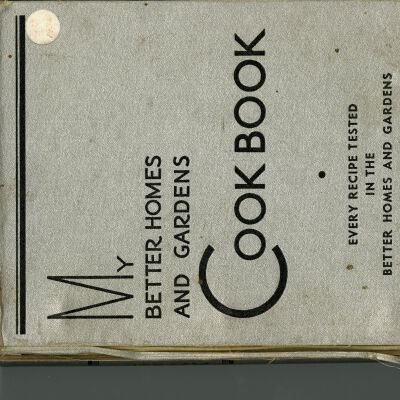 My
BETTER HOMES
AND GARDENS
COOK BOOK
EVERY RECIPE TESTED
IN THE
BETTER HOMES AND GARDENS